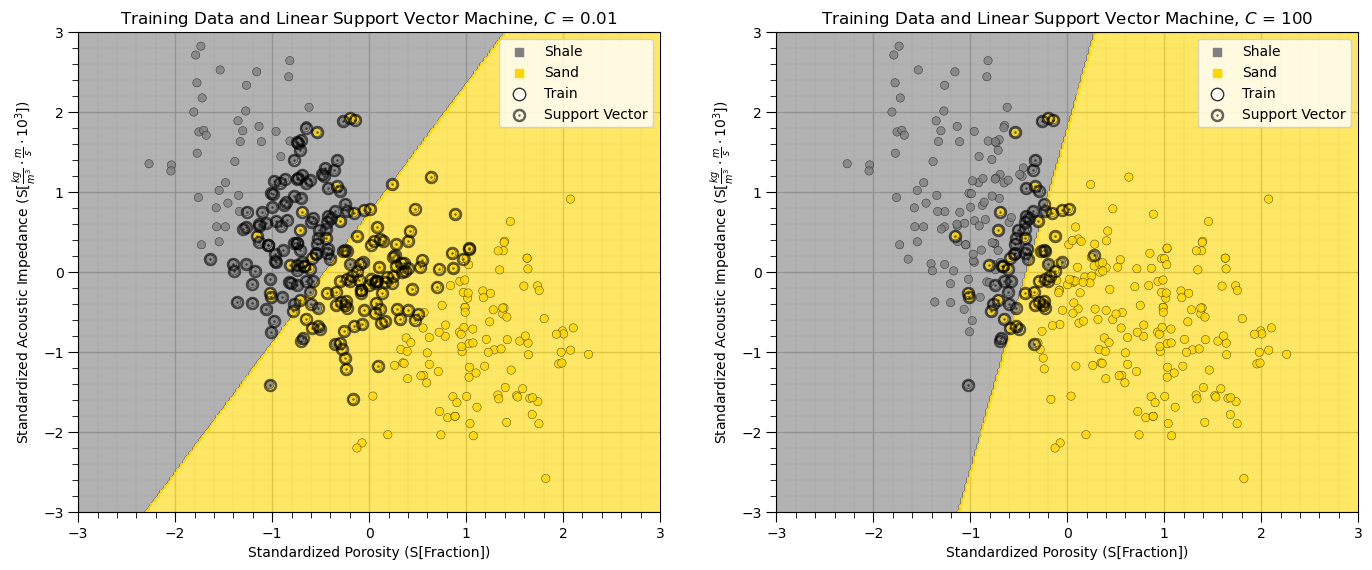 Training Data and Linear Support Vector Machine, C = 0.01
3
2
1
0
−1
−2
−3
−3
−2
−1
0
1
2
3
Standardized Acoustic Impedance (S[kg/m³ · m/s · 10³])
Standardized Porosity (S[Fraction])
Shale
Sand
Train
Support Vector
Training Data and Linear Support Vector Machine, C = 100
3
2
1
0
−1
−2
−3
−3
−2
−1
0
1
2
3
Standardized Acoustic Impedance (S[kg/m³ · m/s · 10³])
Standardized Porosity (S[Fraction])
Shale
Sand
Train
Support Vector